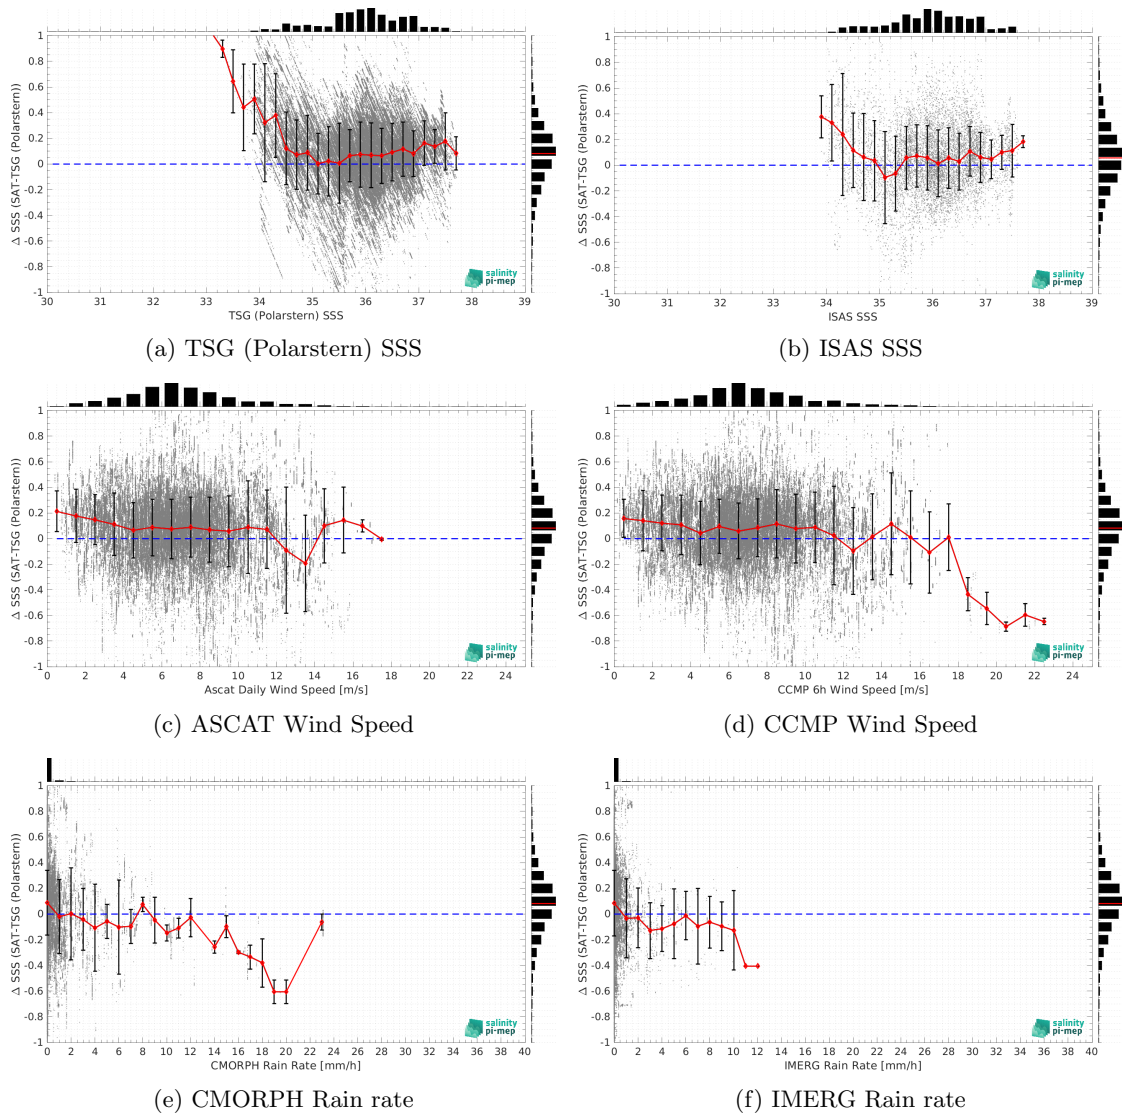 1
0.8
0.6
0.4
0.2
0
-0.2
-0.4
-0.6
-0.8
-1
Δ SSS (SAT-TSG (Polarstern))
salinity
pi-mep
30 31 32 33 34 35 36 37 38 39
TSG (Polarstern) SSS
(a) TSG (Polarstern) SSS
1
0.8
0.6
0.4
0.2
0
-0.2
-0.4
-0.6
-0.8
-1
Δ SSS (SAT-TSG (Polarstern))
salinity
pi-mep
30 31 32 33 34 35 36 37 38 39
ISAS SSS
(b) ISAS SSS
1
0.8
0.6
0.4
0.2
0
-0.2
-0.4
-0.6
-0.8
-1
Δ SSS (SAT-TSG (Polarstern))
salinity
pi-mep
0 2 4 6 8 10 12 14 16 18 20 22
Ascat Daily Wind Speed [m/s]
(c) ASCAT Wind Speed
1
0.8
0.6
0.4
0.2
0
-0.2
-0.4
-0.6
-0.8
-1
Δ SSS (SAT-TSG (Polarstern))
salinity
pi-mep
0 2 4 6 8 10 12 14 16 18 20 22 24
CCMP 6h Wind Speed [m/s]
(d) CCMP Wind Speed
1
0.8
0.6
0.4
0.2
0
-0.2
-0.4
-0.6
-0.8
-1
Δ SSS (SAT-TSG (Polarstern))
salinity
pi-mep
0 2 4 6 8 10 12 14 16 18 20 22 24 26 28 30 32 34 36 38 40
CMORPH Rain Rate [mm/h]
(e) CMORPH Rain rate
1
0.8
0.6
0.4
0.2
0
-0.2
-0.4
-0.6
-0.8
-1
Δ SSS (SAT-TSG (Polarstern))
salinity
pi-mep
0 2 4 6 8 10 12 14 16 18 20 22 24 26 28 30 32 34 36 38 40
IMERG Rain Rate [mm/h]
(f) IMERG Rain rate